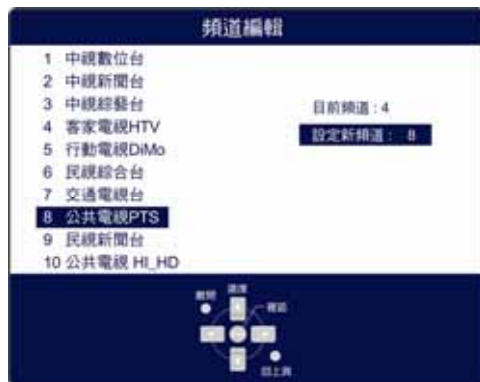 頻道編輯
1 中視數位台
2 中視新聞台
3 中視綜藝台
4 客家電視HTV
5 行動電視DiMo
6 民視綜合台
7 交通電視台
8 公共電視PTS
9 民視新聞台
10 公共電視 HI_HD
目前頻道 : 4
設定新頻道 : 8
離開
選擇
確認
回上頁